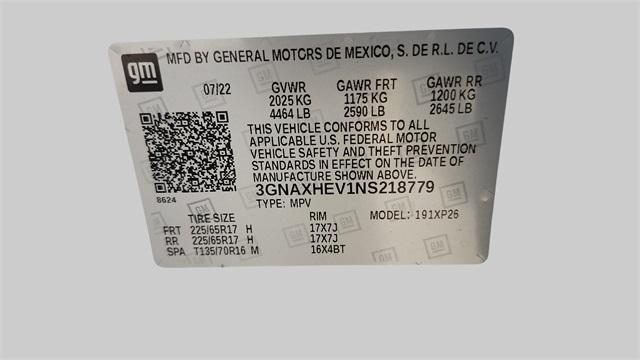 gm
MFD BY GENERAL MOTORS DE MEXICO, S. DE R.L. DE C.V.
07/22 GVWR GAWR FRT GAWR RR
2025 KG 1175 KG 1200 KG
4464 LB 2590 LB 2645 LB
THIS VEHICLE CONFORMS TO ALL
APPLICABLE U.S. FEDERAL MOTOR
VEHICLE SAFETY AND THEFT PREVENTION
STANDARDS IN EFFECT ON THE DATE OF
MANUFACTURE SHOWN ABOVE.
8624
3GNAXHEV1NS218779
TYPE: MPV
TIRE SIZE RIM MODEL: 191XP26
FRT 225/65R17 H 17X7J
RR 225/65R17 H 17X7J
SPA T135/70R16 M 16X4BT